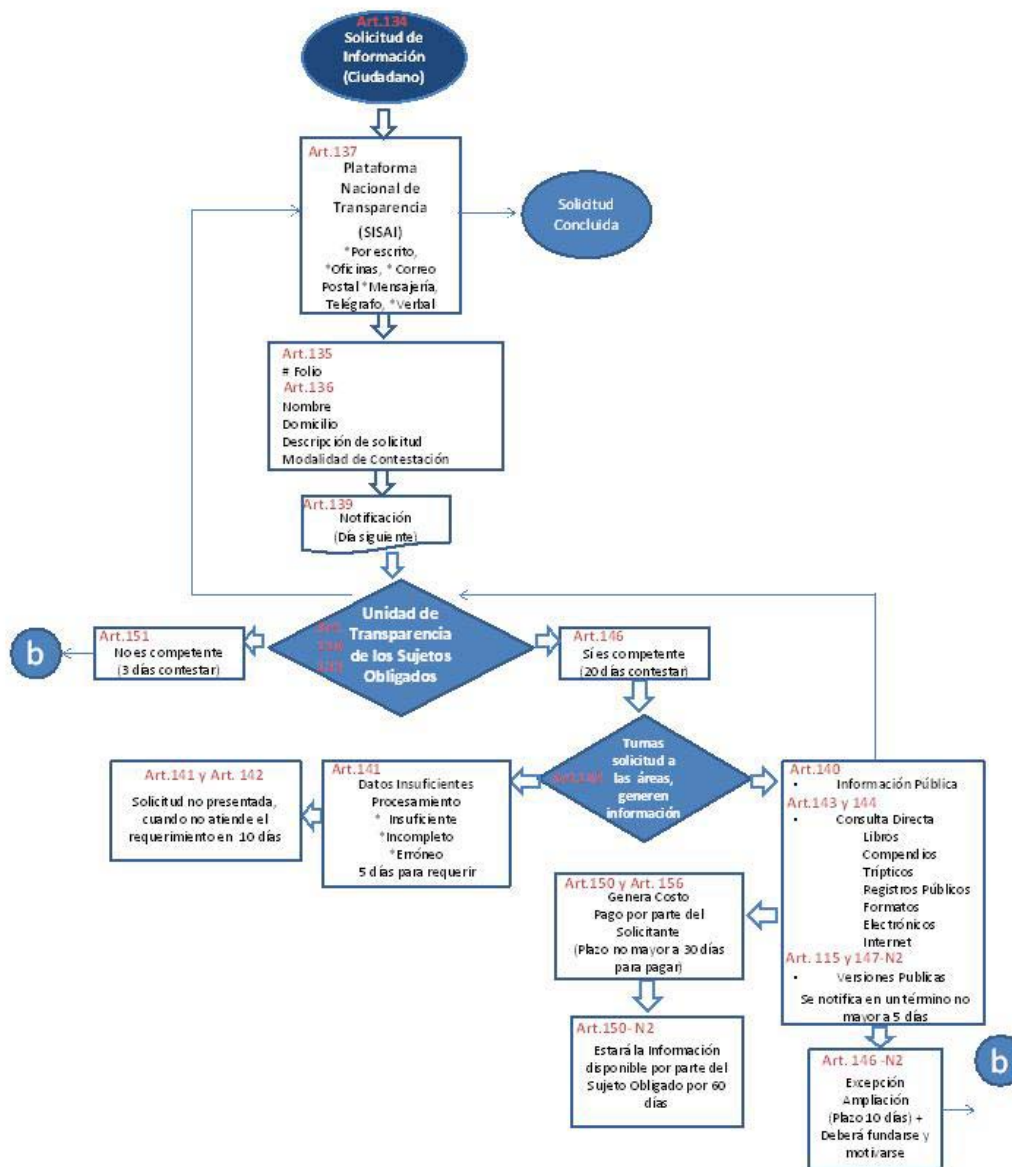 Art.134
Solicitud de
Información
(Ciudadano)
Art.137
Plataforma
Nacional de
Transparencia
(SISAI)
*Por escrito,
*Oficinas, * Correo
Postal *Mensajería,
Telégrafo, *Verbal
Solicitud
Concluida
Art.135
# Folio
Art.136
Nombre
Domicilio
Descripción de solicitud
Modalidad de Contestación
Art.139
Notificación
(Día siguiente)
Unidad de
Transparencia
de los Sujetos
Obligados
Art.151
No es competente
(3 días contestar)
b
Art.146
Sí es competente
(20 días contestar)
Turnas
solicitud a
las áreas,
generen
información
Art.141 y Art. 142
Solicitud no presentada,
cuando no atiende el
requerimiento en 10 días
Art.141
Datos Insuficientes
Procesamiento
* Insuficiente
*Incompleto
*Erróneo
5 días para requerir
Art.140
• Información Pública
Art.143 y 144
• Consulta Directa
Libros
Compendios
Trípticos
Registros Públicos
Formatos
Electrónicos
Internet
Art. 115 y 147-N2
• Versiones Publicas
Se notifica en un término no
mayor a 5 días
Art.150 y Art. 156
Genera Costo
Pago por parte del
Solicitante
(Plazo no mayor a 30 días
para pagar)
Art.150- N2
Estará la Información
disponible por parte del
Sujeto Obligado por 60
días
Art. 146 -N2
Excepción
Ampliación
(Plazo 10 días) +
Deberá fundarse y
motivarse
b